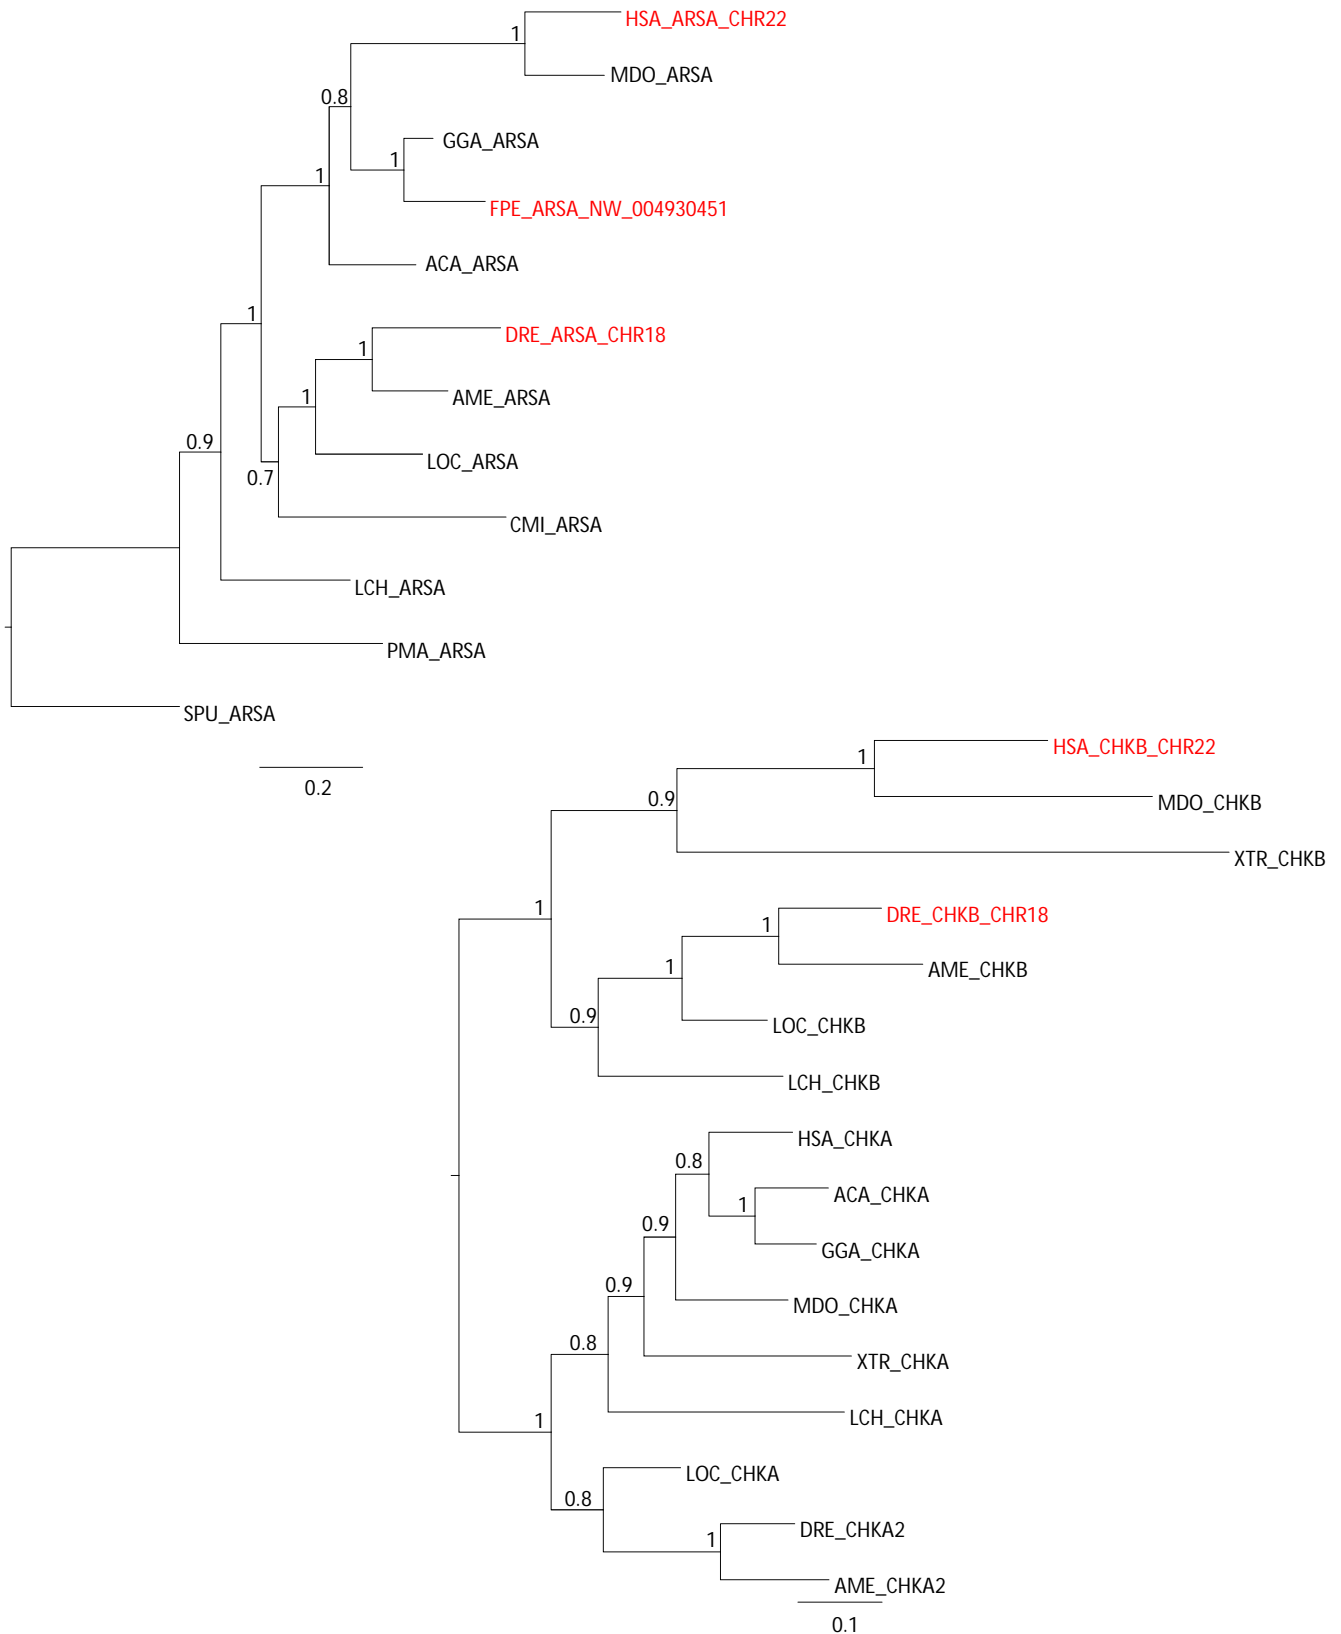 HSA_ARSA_CHR22
1
MDO_ARSA
0.8
GGA_ARSA
1
1
FPE_ARSA_NW_004930451
ACA_ARSA
1
DRE_ARSA_CHR18
1
AME_ARSA
1
0.9
LOC_ARSA
0.7
CMI_ARSA
LCH_ARSA
PMA_ARSA
SPU_ARSA
0.2
HSA_CHKB_CHR22
1
MDO_CHKB
0.9
XTR_CHKB
1
DRE_CHKB_CHR18
1
AME_CHKB
1
0.9
LOC_CHKB
LCH_CHKB
HSA_CHKA
0.8
ACA_CHKA
1
0.9
GGA_CHKA
0.9
MDO_CHKA
0.8
XTR_CHKA
1
LCH_CHKA
LOC_CHKA
0.8
DRE_CHKA2
1
AME_CHKA2
0.1